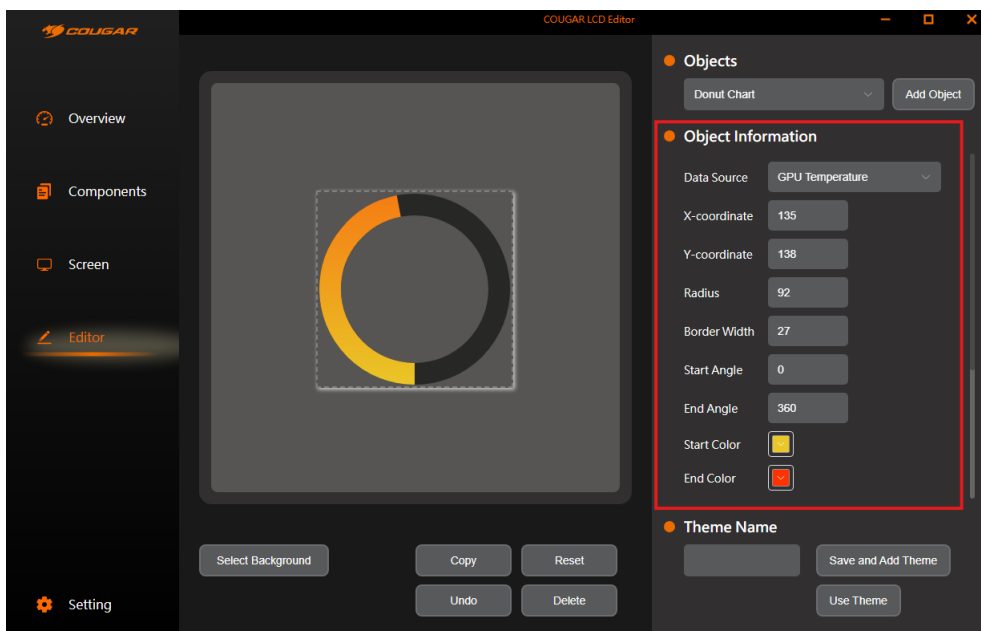 COUGAR
COUGAR LCD Editor
Overview
Components
Screen
Editor
Setting
Select Background
Copy
Reset
Undo
Delete
Objects
Donut Chart
Add Object
Object Information
Data Source GPU Temperature
X-coordinate 135
Y-coordinate 138
Radius 92
Border Width 27
Start Angle 0
End Angle 360
Start Color
End Color
Theme Name
Save and Add Theme
Use Theme